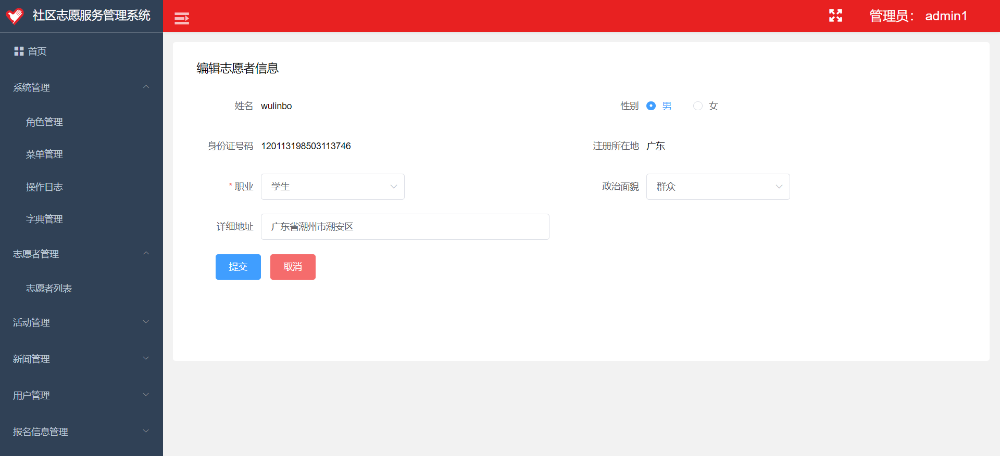 社区志愿服务管理系统
管理员： admin1
首页
系统管理
角色管理
菜单管理
操作日志
字典管理
志愿者管理
志愿者列表
活动管理
新闻管理
用户管理
报名信息管理
编辑志愿者信息
姓名 wulinbo 性别 男 女
身份证号码 120113198503113746 注册所在地 广东
* 职业 学生 政治面貌 群众
详细地址 广东省潮州市潮安区
提交 取消